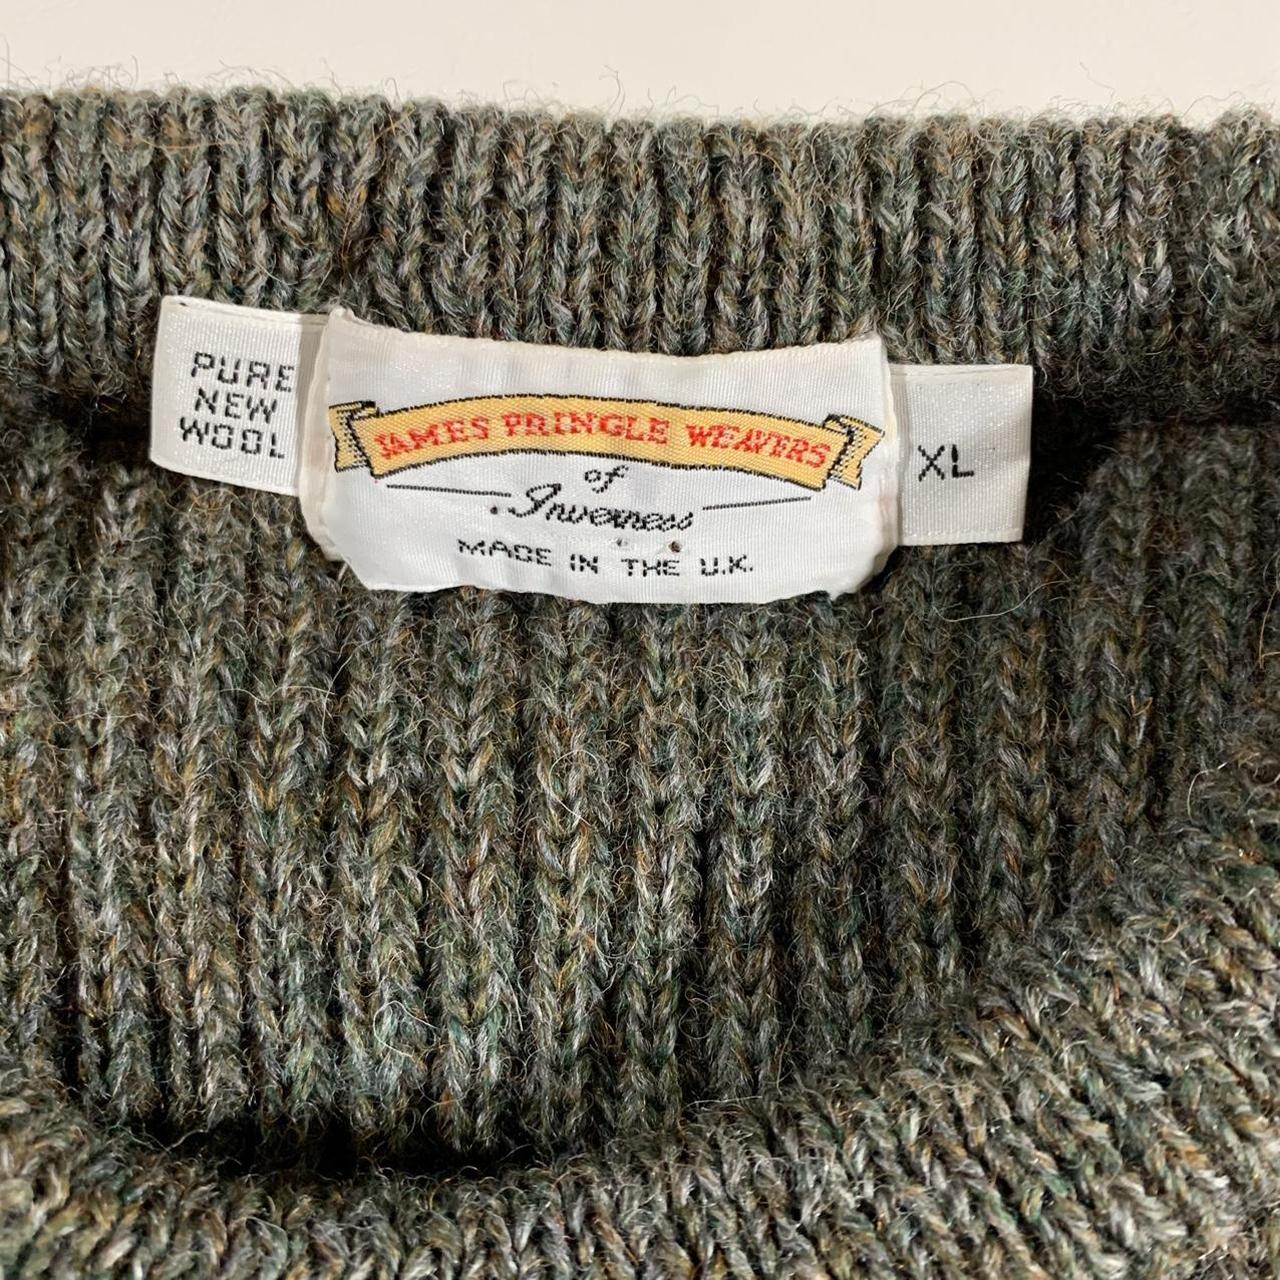 PURE
NEW
WOOL
JAMES PRINGLE WEAVERS
of
Inverness
MADE IN THE U.K.
XL